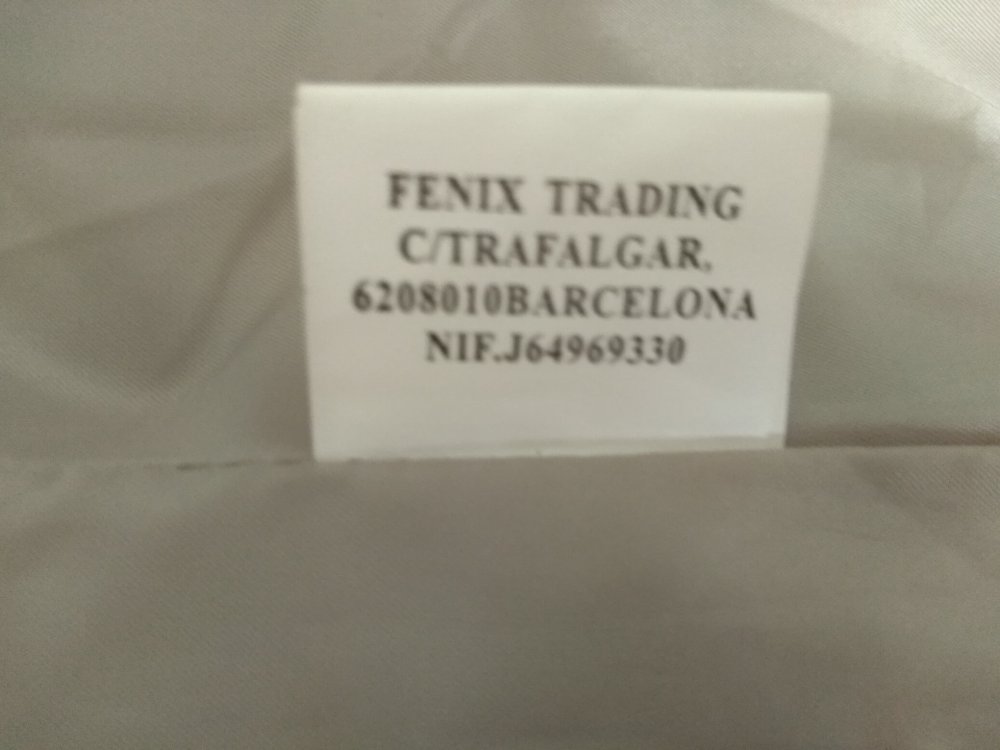 FENIX TRADING
C/TRAFALGAR,
6208010BARCELONA
NIF.J64969330